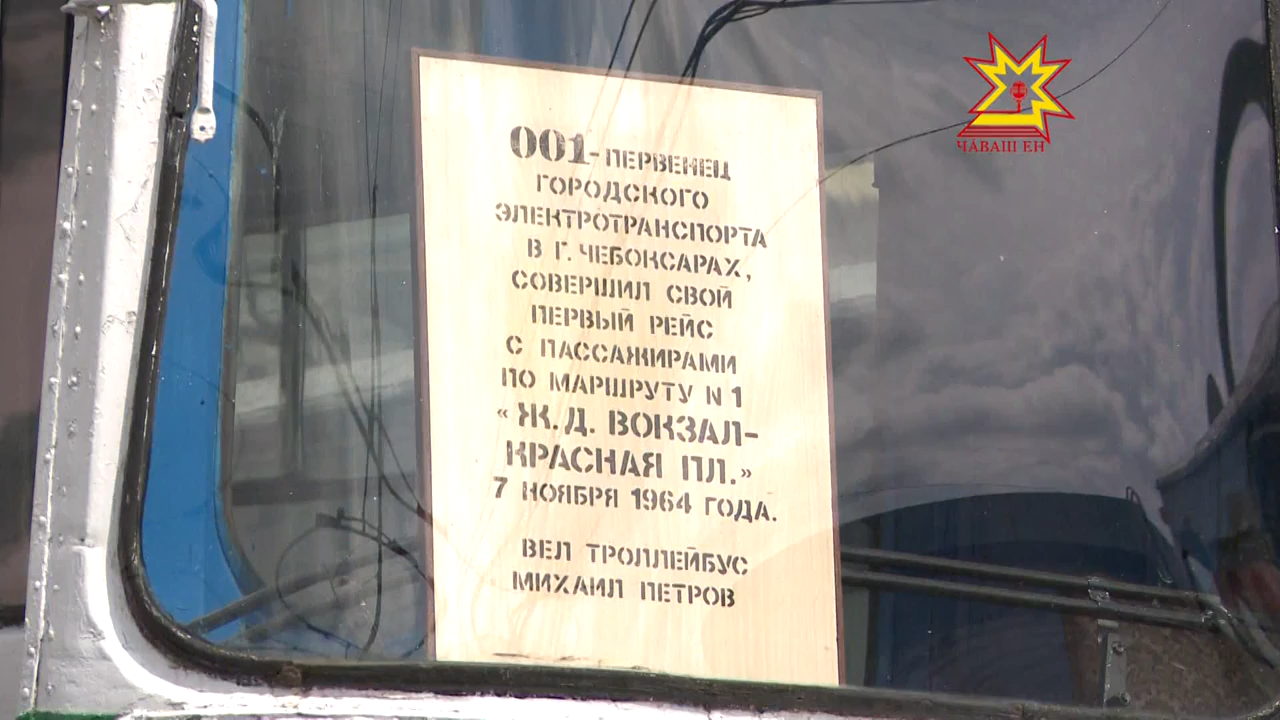 ЧӐВАШ ЕН
001-ПЕРВЕНЕЦ
ГОРОДСКОГО
ЭЛЕКТРОТРАНСПОРТА
В Г. ЧЕБОКСАРАХ,
СОВЕРШИЛ СВОЙ
ПЕРВЫЙ РЕЙС
С ПАССАЖИРАМИ
ПО МАРШРУТУ N 1
«Ж.Д. ВОКЗАЛ-
КРАСНАЯ ПЛ.»
7 НОЯБРЯ 1964 ГОДА.
ВЕЛ ТРОЛЛЕЙБУС
МИХАИЛ ПЕТРОВ